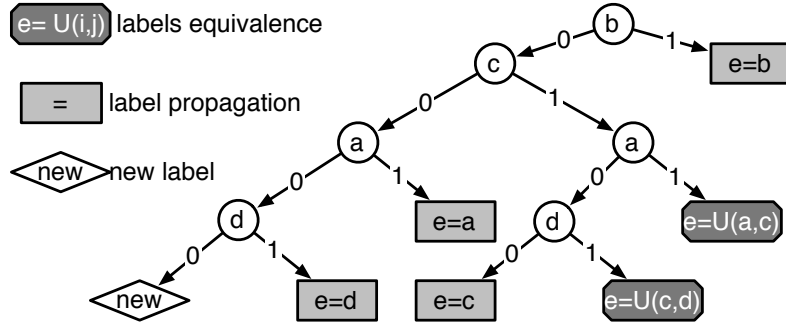 e= U(i,j) labels equivalence
b
0 1
c
e=b
= label propagation
0 1
a a
new new label
0 1 0 1
d e=a d e=U(a,c)
0 1 0 1
new e=d e=c e=U(c,d)